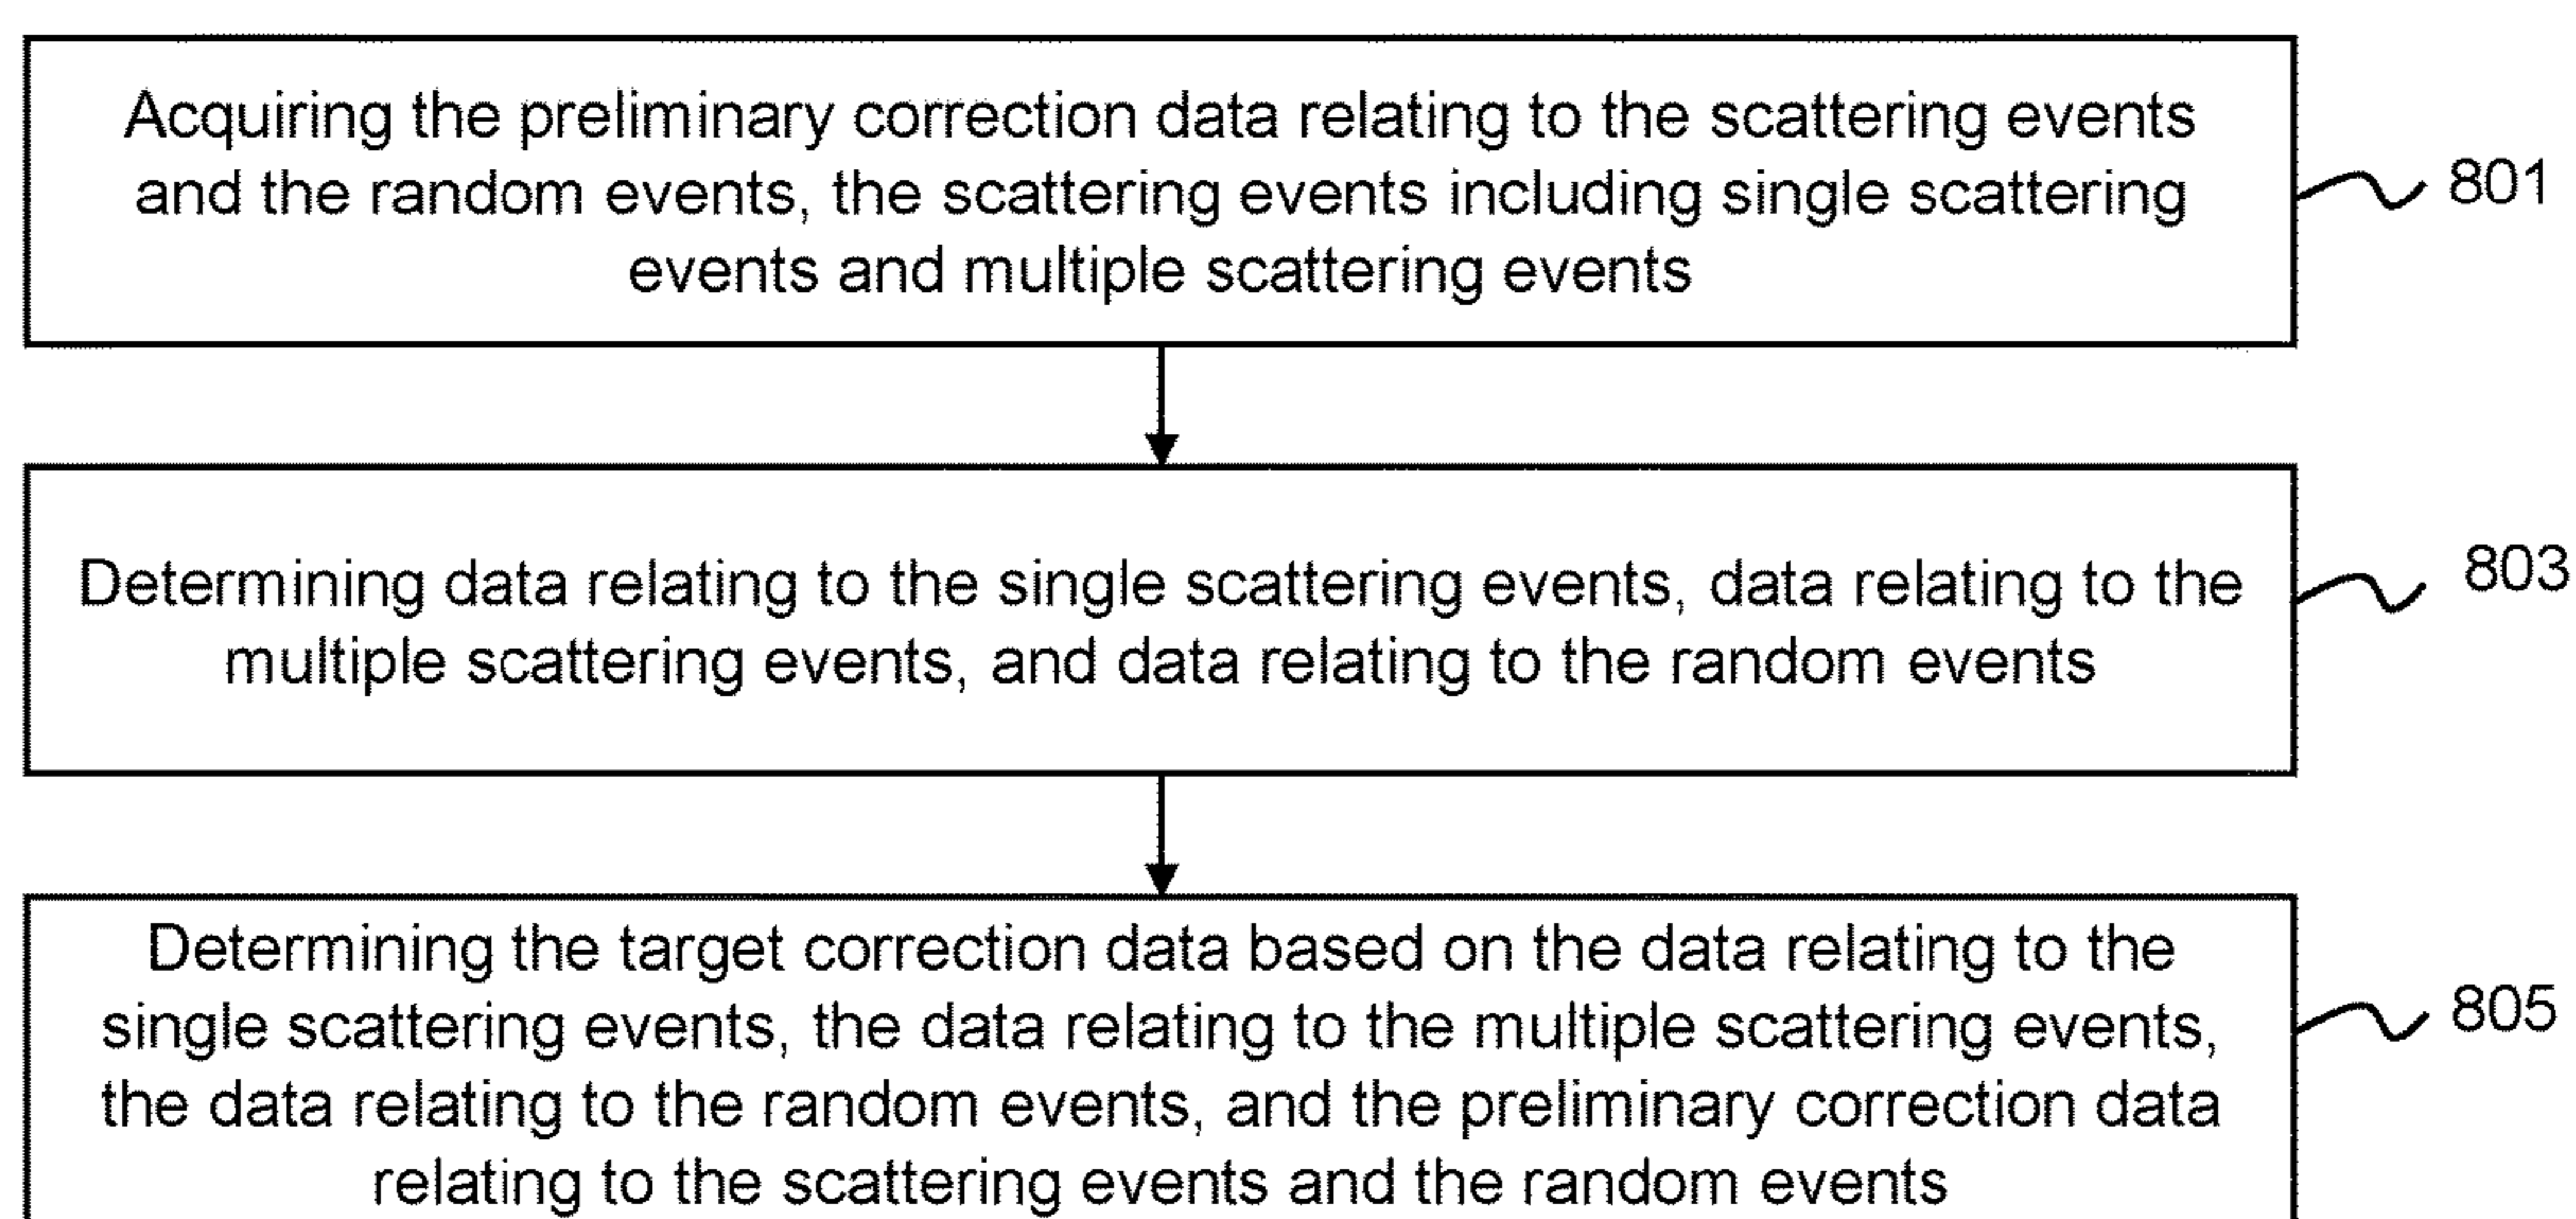 Acquiring the preliminary correction data relating to the scattering events
and the random events, the scattering events including single scattering
events and multiple scattering events
801
Determining data relating to the single scattering events, data relating to the
multiple scattering events, and data relating to the random events
803
Determining the target correction data based on the data relating to the
single scattering events, the data relating to the multiple scattering events,
the data relating to the random events, and the preliminary correction data
relating to the scattering events and the random events
805